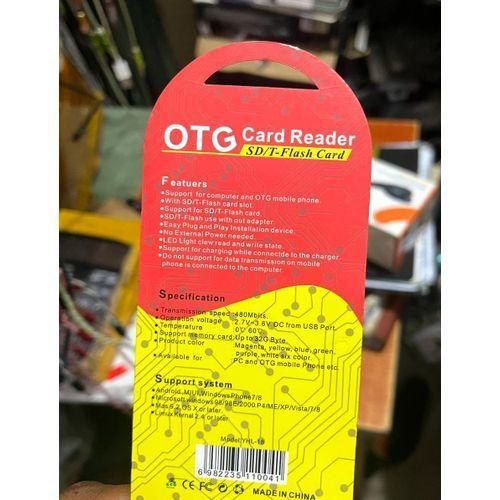 OTG Card Reader
SD/T-Flash Card
Featuers
●Support for computer and OTG mobile phone.
●With SD/T-Flash card slot.
●Support for SD/T-Flash card.
●SD/T-Flash use with out adapter.
●Easy Plug and Play Installation device.
●No External Power needed.
●LED Light clew read and write state.
●Support for charging while connectde to the charger.
●Do not support for data transmission on mobile
phone is connected to the computer
Specification
●Transmission speed :480Mbits.
●Operation voltage :2.7V~3.6V DC from USB Port.
●Temperature :0℃ 60℃
●Support memory card:Up to 32G Byte.
●Product color :Magente, yellow, blue, green,
purple, white six color.
●Available for :PC and OTG mobile Phone etc.
Support system
●Android, MIUI, WindowsPhone7/8
●Microsoft windows 98/98E/2000 P4/ME/XP/Vista/7/8
●Mas 9.2 OS X or later.
●Linux Kernal 2.4 or later.
Model:YHL-18
6 982235 110041
CE
MADE IN CHINA